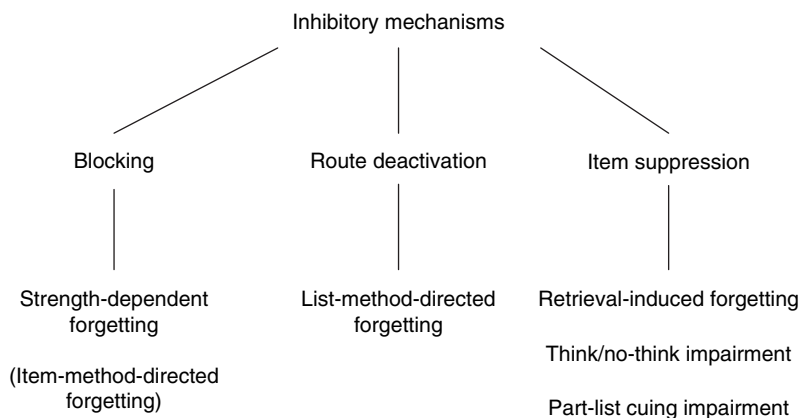 Inhibitory mechanisms
Blocking
Route deactivation
Item suppression
Strength-dependent
forgetting
(Item-method-directed
forgetting)
List-method-directed
forgetting
Retrieval-induced forgetting
Think/no-think impairment
Part-list cuing impairment